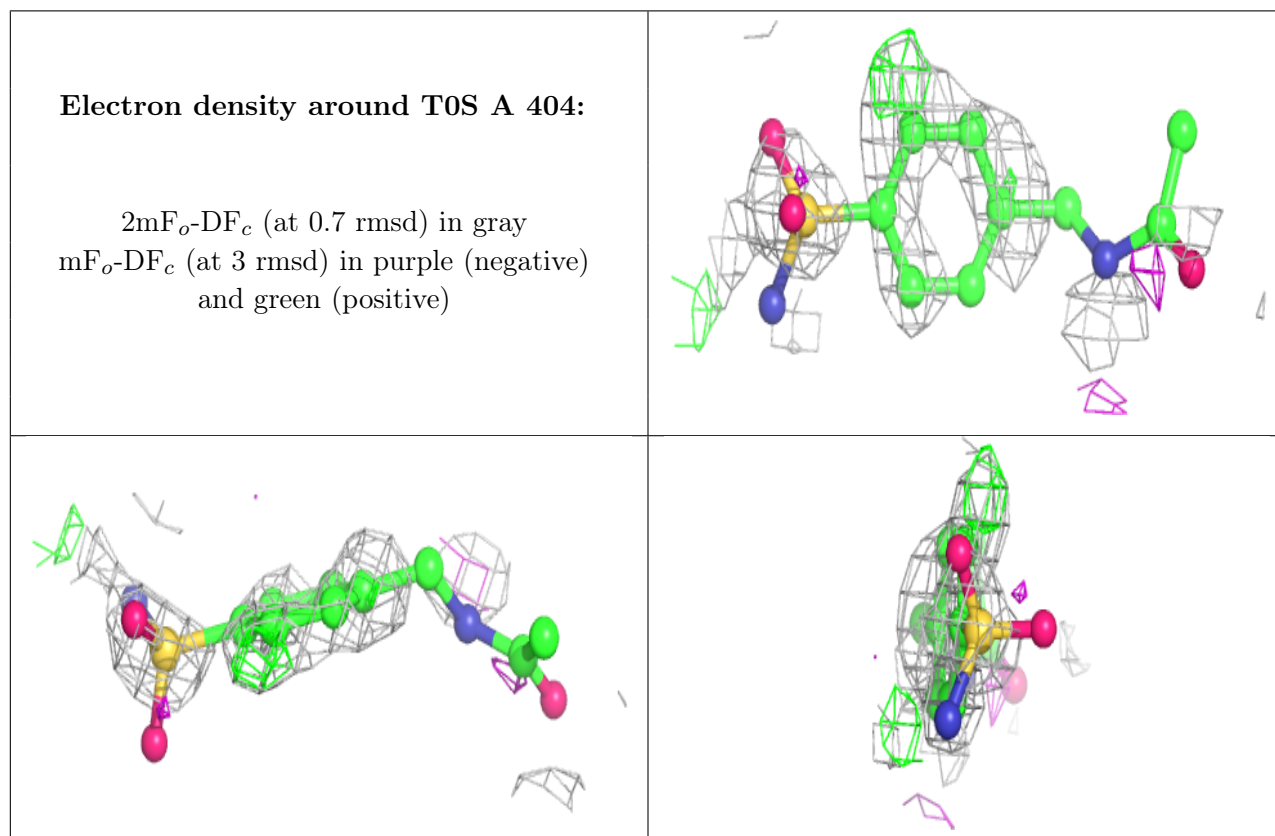 Electron density around T0S A 404:
2mFo-DFc (at 0.7 rmsd) in gray
mFo-DFc (at 3 rmsd) in purple (negative)
and green (positive)